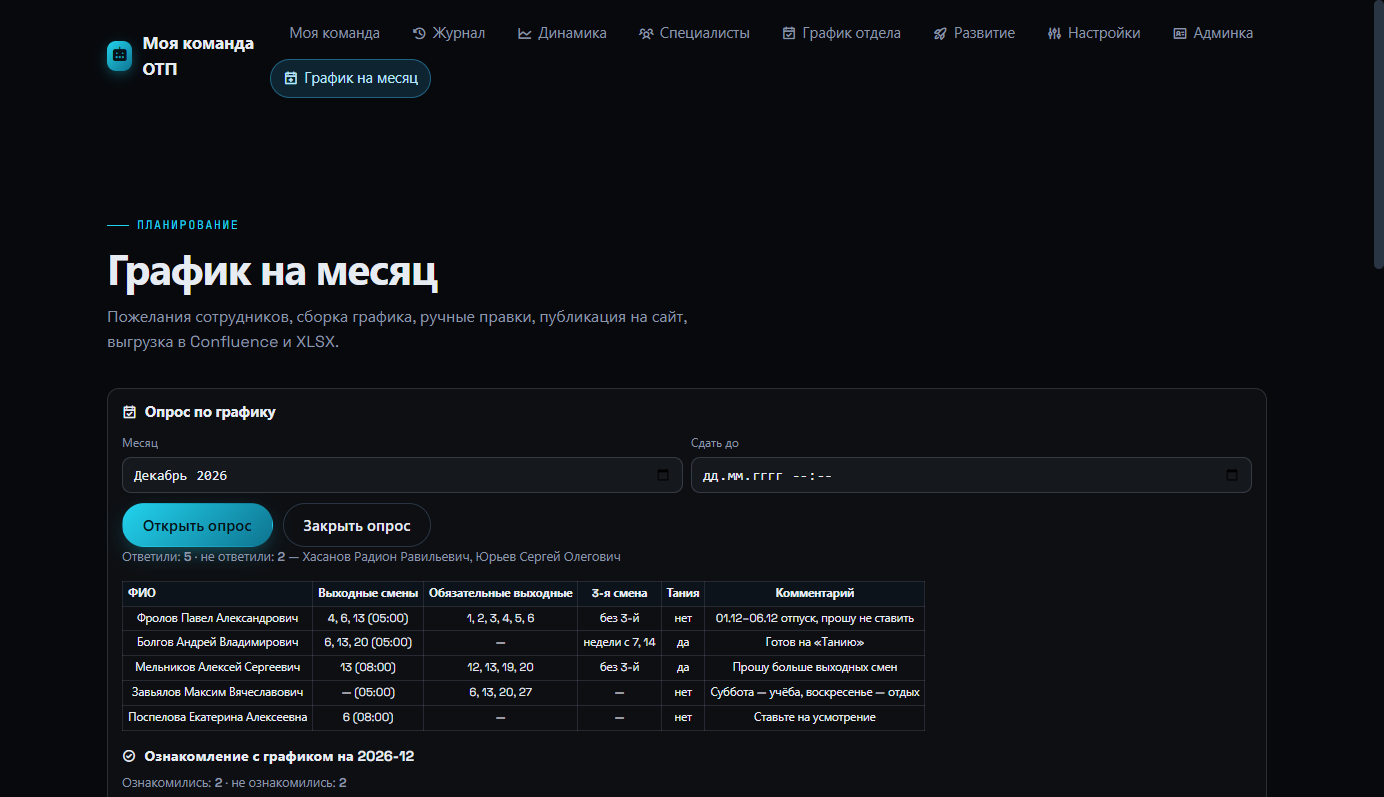 Моя команда ОТП
Моя команда
Журнал
Динамика
Специалисты
График отдела
Развитие
Настройки
Админка
График на месяц
ПЛАНИРОВАНИЕ
График на месяц
Пожелания сотрудников, сборка графика, ручные правки, публикация на сайт,
выгрузка в Confluence и XLSX.
Опрос по графику
Месяц
Сдать до
Декабрь 2026
дд.мм.гггг --:--
Открыть опрос
Закрыть опрос
Ответили: 5 · не ответили: 2 — Хасанов Радион Равильевич, Юрьев Сергей Олегович
ФИО Выходные смены Обязательные выходные 3-я смена Тания Комментарий
Фролов Павел Александрович 4, 6, 13 (05:00) 1, 2, 3, 4, 5, 6 без 3-й нет 01.12–06.12 отпуск, прошу не ставить
Болгов Андрей Владимирович 6, 13, 20 (05:00) — недели с 7, 14 да Готов на «Танию»
Мельников Алексей Сергеевич 13 (08:00) 12, 13, 19, 20 без 3-й да Прошу больше выходных смен
Завьялов Максим Вячеславович — (05:00) 6, 13, 20, 27 — нет Суббота — учёба, воскресенье — отдых
Поспелова Екатерина Алексеевна 6 (08:00) — — нет Ставьте на усмотрение
Ознакомление с графиком на 2026-12
Ознакомились: 2 · не ознакомились: 2